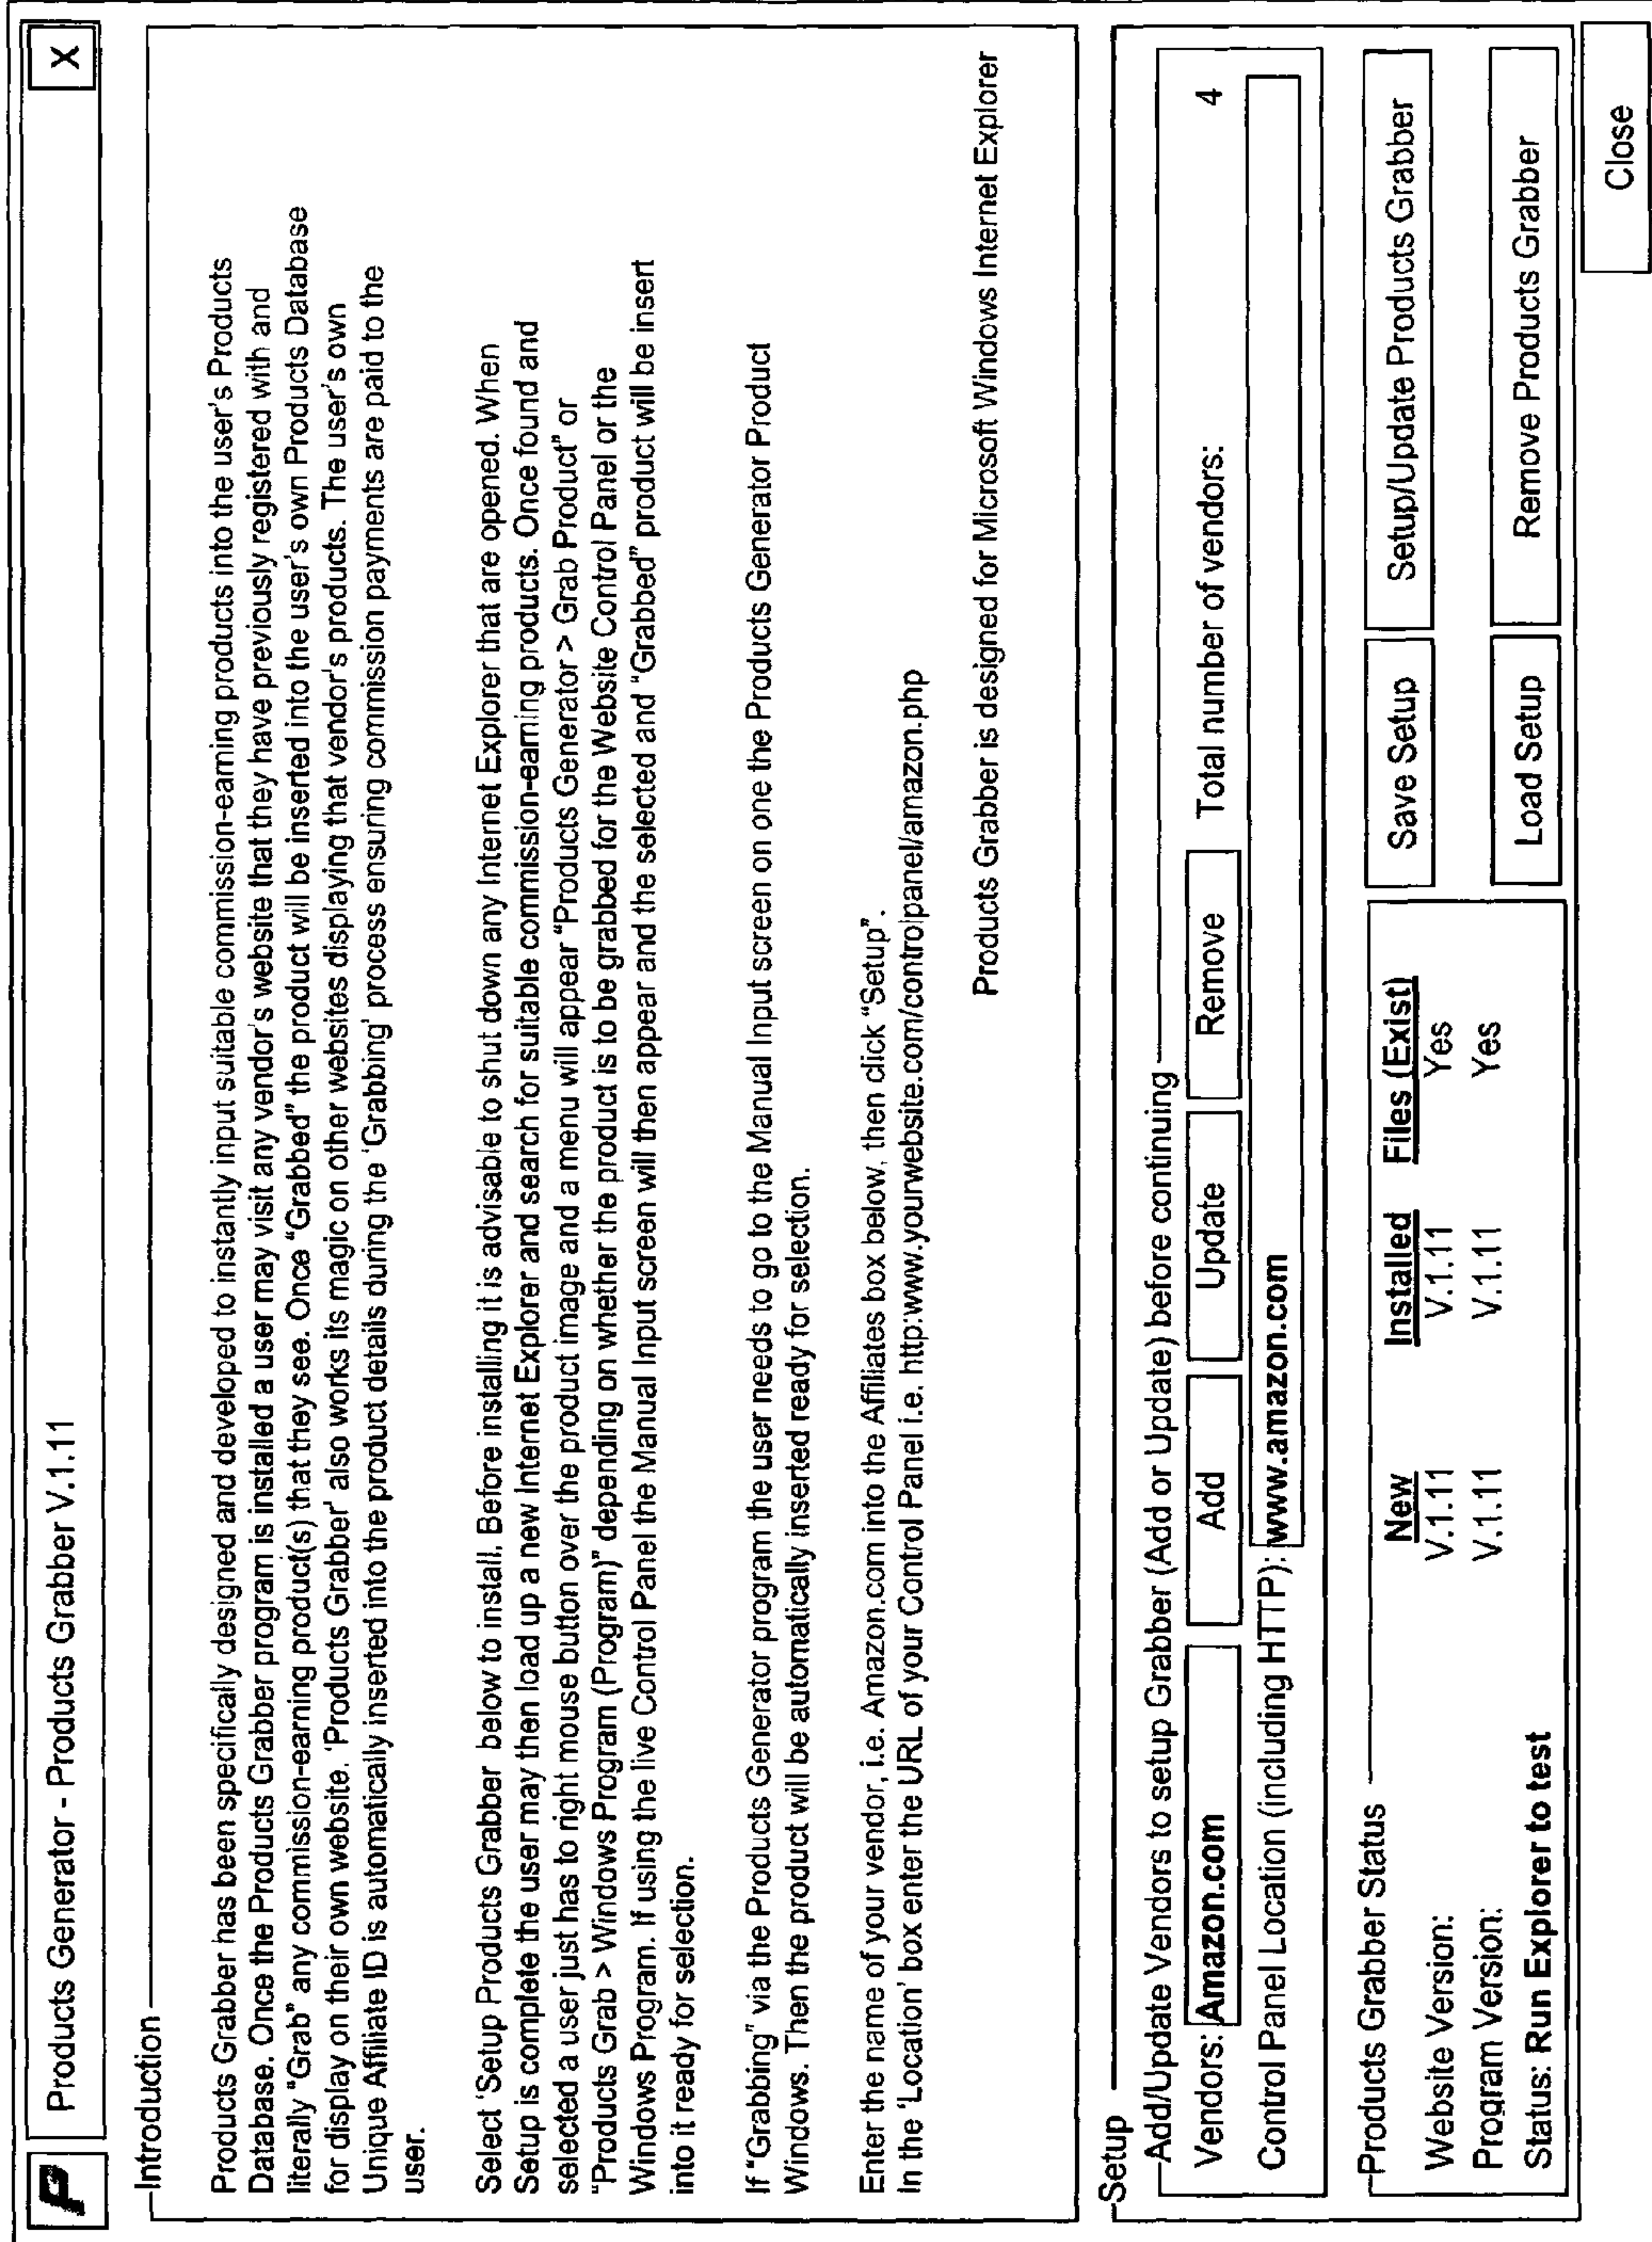 P Products Generator - Products Grabber V.1.11 X
Introduction
Products Grabber has been specifically designed and developed to instantly input suitable commission-earning products into the user's Products
Database. Once the Products Grabber program is installed a user may visit any vendor's website that they have previously registered with and
literally "Grab" any commission-earning product(s) that they see. Once "Grabbed" the product will be inserted into the user's own Products Database
for display on their own website. 'Products Grabber' also works its magic on other websites displaying that vendor's products. The user's own
Unique Affiliate ID is automatically inserted into the product details during the 'Grabbing' process ensuring commission payments are paid to the
user.
Select 'Setup Products Grabber below to install. Before installing it is advisable to shut down any Internet Explorer that are opened. When
Setup is complete the user may then load up a new Internet Explorer and search for suitable commission-earning products. Once found and
selected a user just has to right mouse button over the product image and a menu will appear "Products Generator > Grab Product" or
"Products Grab > Windows Program (Program)" depending on whether the product is to be grabbed for the Website Control Panel or the
Windows Program. If using the live Control Panel the Manual Input screen will then appear and the selected and "Grabbed" product will be insert
into it ready for selection.
If "Grabbing" via the Products Generator program the user needs to go to the Manual Input screen on one the Products Generator Product
Windows. Then the product will be automatically inserted ready for selection.
Enter the name of your vendor, i.e. Amazon.com into the Affiliates box below, then click "Setup".
In the 'Location' box enter the URL of your Control Panel i.e. http:www.yourwebsite.com/controlpanel/amazon.php
Products Grabber is designed for Microsoft Windows Internet Explorer
Setup
Add/Update Vendors to setup Grabber (Add or Update) before continuing
Vendors: Amazon.com Add Update Remove Total number of vendors: 4
Control Panel Location (including HTTP): www.amazon.com
Products Grabber Status
New Installed Files (Exist)
Website Version: V.1.11 V.1.11 Yes
Program Version: V.1.11 V.1.11 Yes
Status: Run Explorer to test
Save Setup Setup/Update Products Grabber
Load Setup Remove Products Grabber
Close